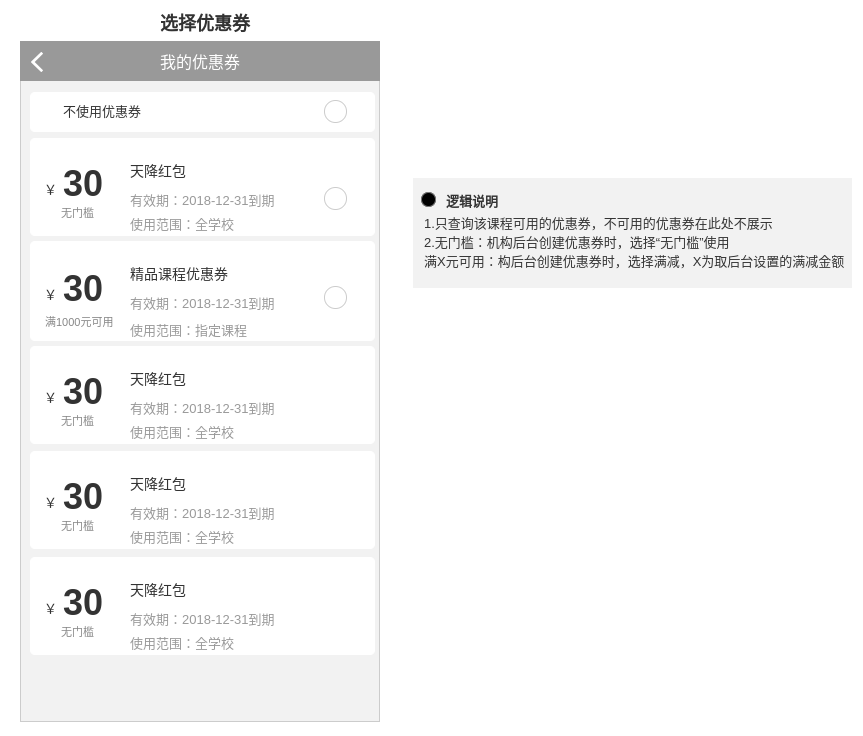 选择优惠券
我的优惠券
不使用优惠券
天降红包
¥ 30
有效期：2018-12-31到期
无门槛
使用范围：全学校
精品课程优惠券
¥ 30
有效期：2018-12-31到期
满1000元可用
使用范围：指定课程
天降红包
¥ 30
有效期：2018-12-31到期
无门槛
使用范围：全学校
天降红包
¥ 30
有效期：2018-12-31到期
无门槛
使用范围：全学校
天降红包
¥ 30
有效期：2018-12-31到期
无门槛
使用范围：全学校
逻辑说明
1.只查询该课程可用的优惠券，不可用的优惠券在此处不展示
2.无门槛：机构后台创建优惠券时，选择“无门槛”使用
满X元可用：构后台创建优惠券时，选择满减，X为取后台设置的满减金额